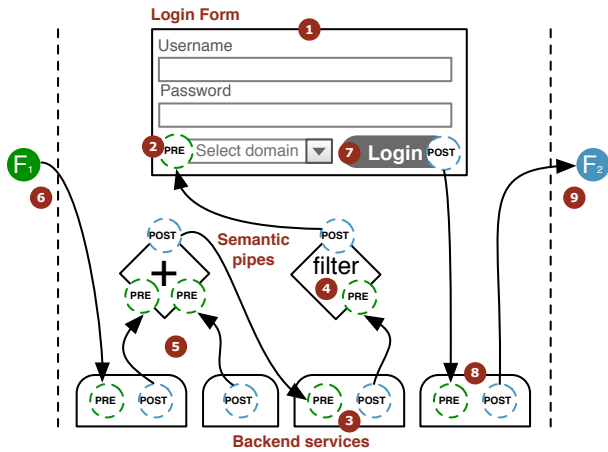 Login Form
1
Username
Password
2
PRE
Select domain
7
Login
POST
F1
F2
6
9
POST
Semantic
pipes
POST
+
filter
4
PRE
PRE
PRE
5
8
PRE
POST
POST
PRE
POST
PRE
POST
3
Backend services